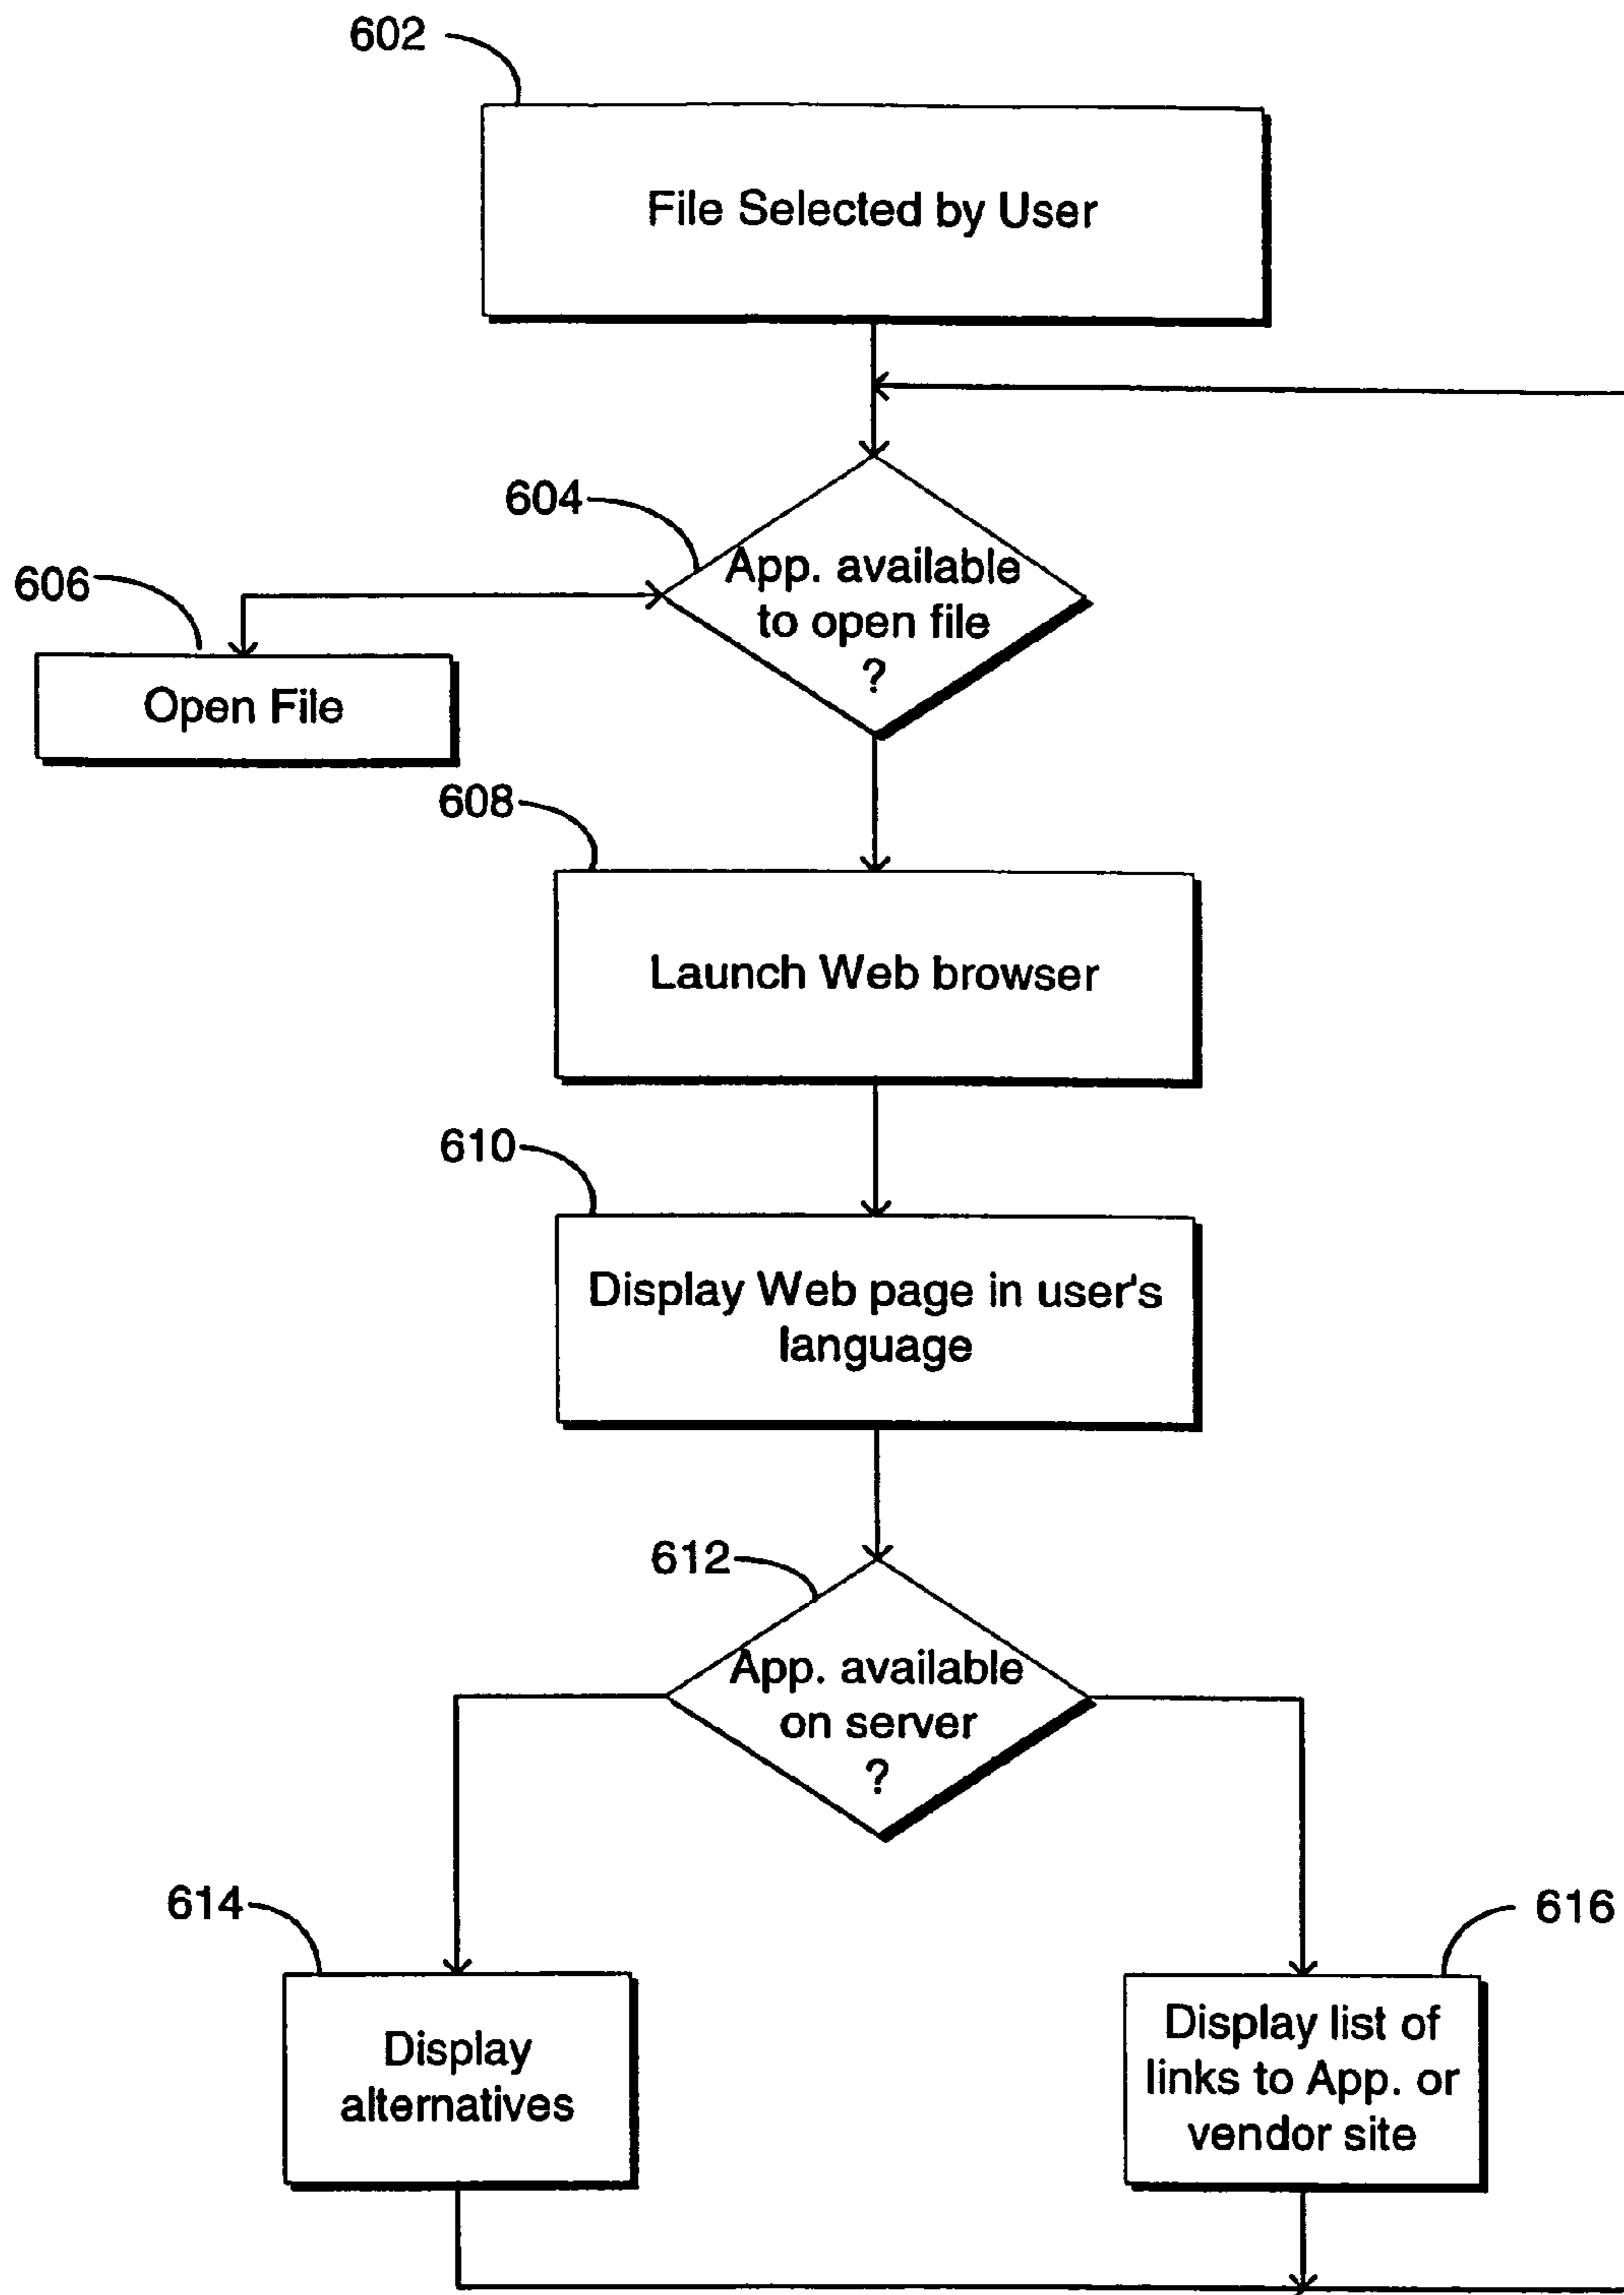 602
File Selected by User
604
App. available
to open file
?
606
Open File
608
Launch Web browser
610
Display Web page in user's
language
612
App. available
on server
?
614
Display
alternatives
616
Display list of
links to App. or
vendor site